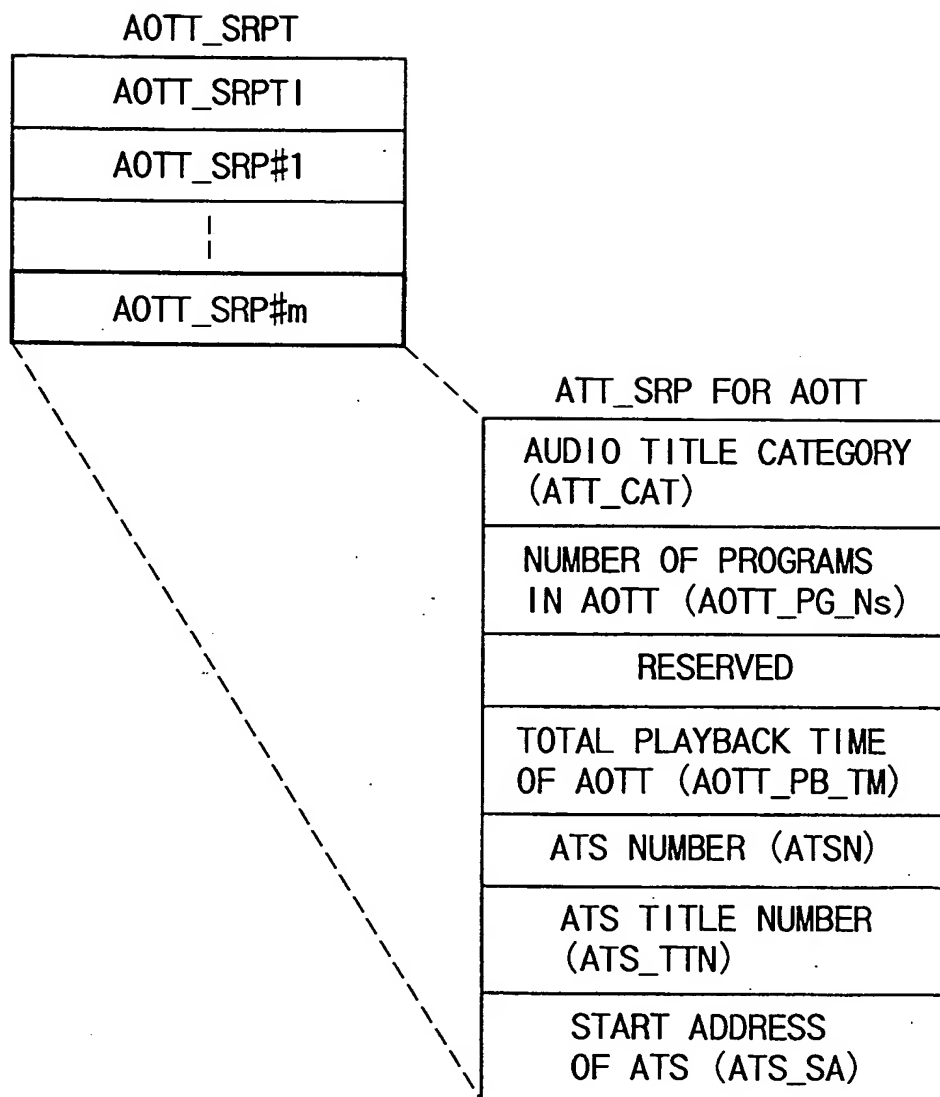 AOTT_SRPT
AOTT_SRPTI
AOTT_SRP#1
AOTT_SRP#m
ATT_SRP FOR AOTT
AUDIO TITLE CATEGORY
(ATT_CAT)
NUMBER OF PROGRAMS
IN AOTT (AOTT_PG_Ns)
RESERVED
TOTAL PLAYBACK TIME
OF AOTT (AOTT_PB_TM)
ATS NUMBER (ATSN)
ATS TITLE NUMBER
(ATS_TTN)
START ADDRESS
OF ATS (ATS_SA)